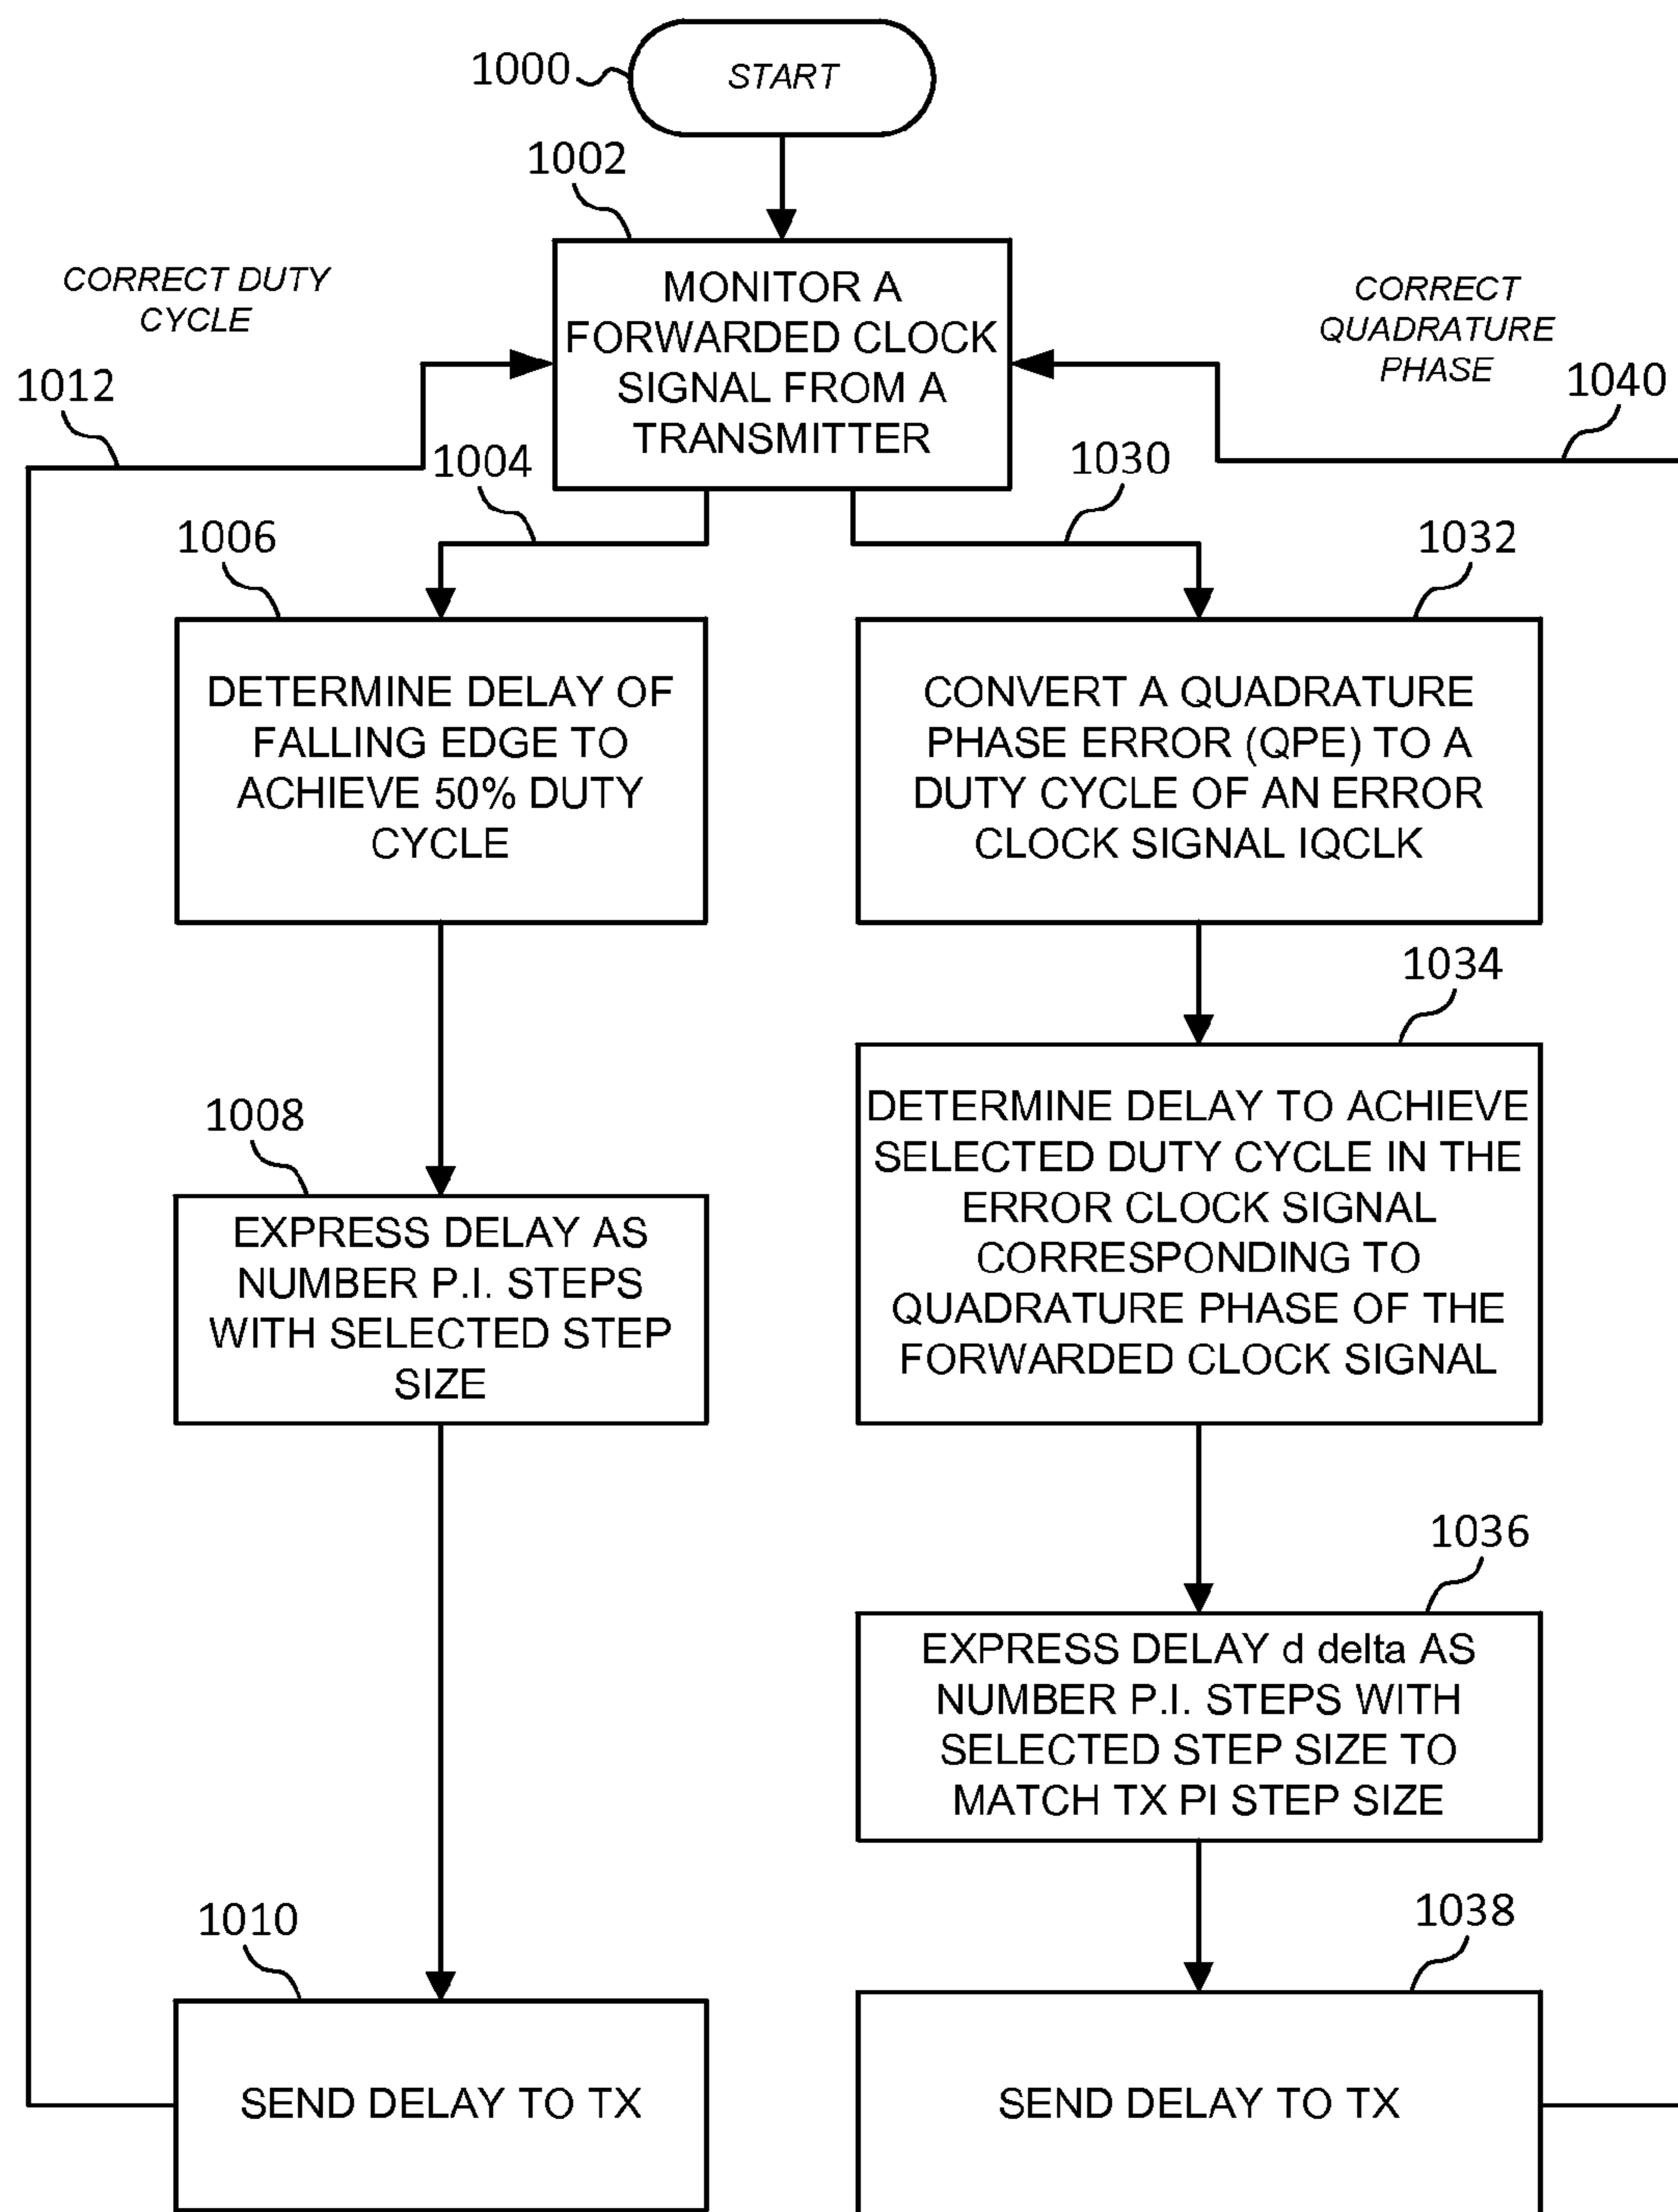 1000
START
1002
MONITOR A
FORWARDED CLOCK
SIGNAL FROM A
TRANSMITTER
CORRECT DUTY
CYCLE
1012
CORRECT
QUADRATURE
PHASE
1040
1004
1030
1006
DETERMINE DELAY OF
FALLING EDGE TO
ACHIEVE 50% DUTY
CYCLE
1032
CONVERT A QUADRATURE
PHASE ERROR (QPE) TO A
DUTY CYCLE OF AN ERROR
CLOCK SIGNAL IQCLK
1034
DETERMINE DELAY TO ACHIEVE
SELECTED DUTY CYCLE IN THE
ERROR CLOCK SIGNAL
CORRESPONDING TO
QUADRATURE PHASE OF THE
FORWARDED CLOCK SIGNAL
1008
EXPRESS DELAY AS
NUMBER P.I. STEPS
WITH SELECTED STEP
SIZE
1036
EXPRESS DELAY d delta AS
NUMBER P.I. STEPS WITH
SELECTED STEP SIZE TO
MATCH TX PI STEP SIZE
1010
SEND DELAY TO TX
1038
SEND DELAY TO TX